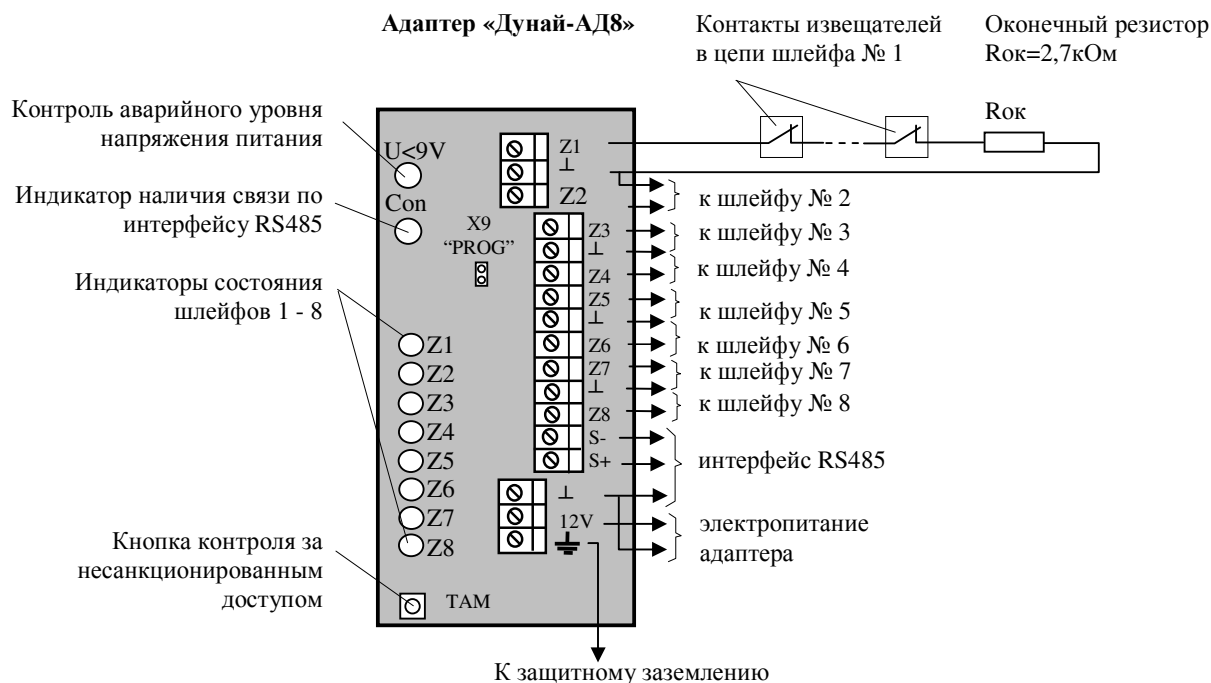 Адаптер «Дунай-АД8»
Контакты извещателей
в цепи шлейфа № 1
Оконечный резистор
Rок=2,7кОм
Контроль аварийного уровня
напряжения питания
Индикатор наличия связи по
интерфейсу RS485
Индикаторы состояния
шлейфов 1 - 8
Кнопка контроля за
несанкционированным
доступом
U<9V
Con
X9
“PROG”
Z1
Z2
Z3
Z4
Z5
Z6
Z7
Z8
TAM
Z1
⊥
Z2
Z3
⊥
Z4
Z5
⊥
Z6
Z7
⊥
Z8
S-
S+
⊥
12V
Rок
к шлейфу № 2
к шлейфу № 3
к шлейфу № 4
к шлейфу № 5
к шлейфу № 6
к шлейфу № 7
к шлейфу № 8
интерфейс RS485
электропитание
адаптера
К защитному заземлению